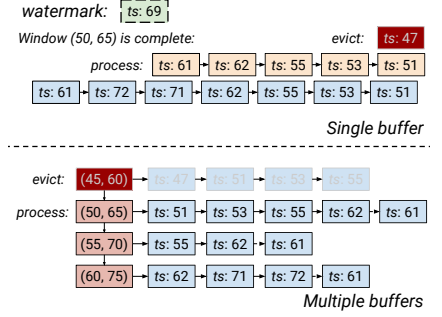 watermark: ts: 69
Window (50, 65) is complete: evict: ts: 47
process: ts: 61 ts: 62 ts: 55 ts: 53 ts: 51
ts: 61 ts: 72 ts: 71 ts: 62 ts: 55 ts: 53 ts: 51
Single buffer
evict: (45, 60) ts: 47 ts: 51 ts: 53 ts: 55
process: (50, 65) ts: 51 ts: 53 ts: 55 ts: 62 ts: 61
(55, 70) ts: 55 ts: 62 ts: 61
(60, 75) ts: 62 ts: 71 ts: 72 ts: 61
Multiple buffers